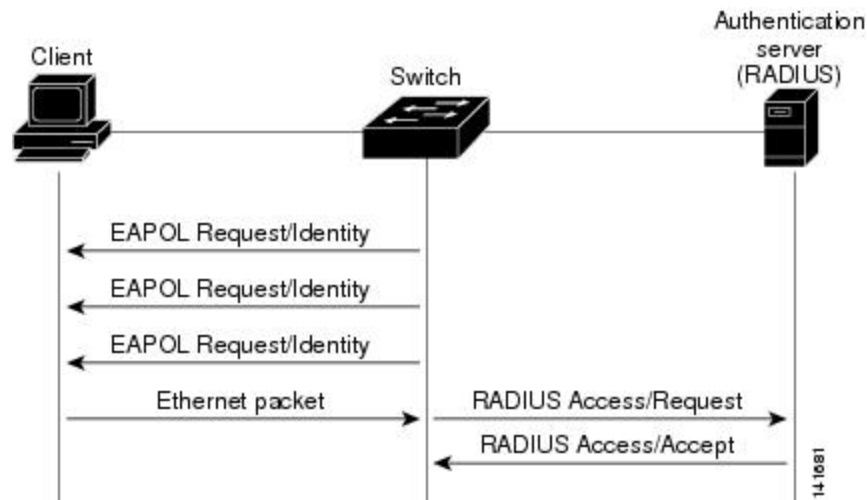 Client
Switch
Authentication
server
(RADIUS)
EAPOL Request/Identity
EAPOL Request/Identity
EAPOL Request/Identity
Ethernet packet
RADIUS Access/Request
RADIUS Access/Accept
141681